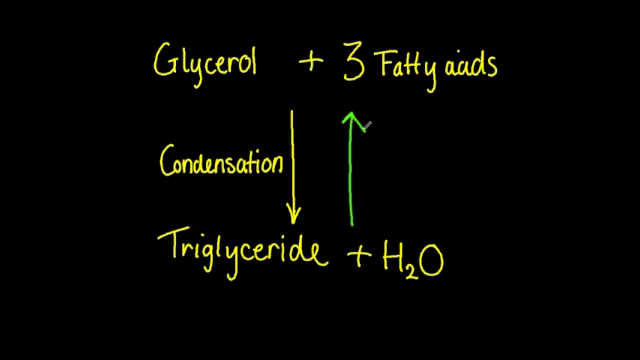 Glycerol + 3 Fatty acids
Condensation
Triglyceride + H₂O